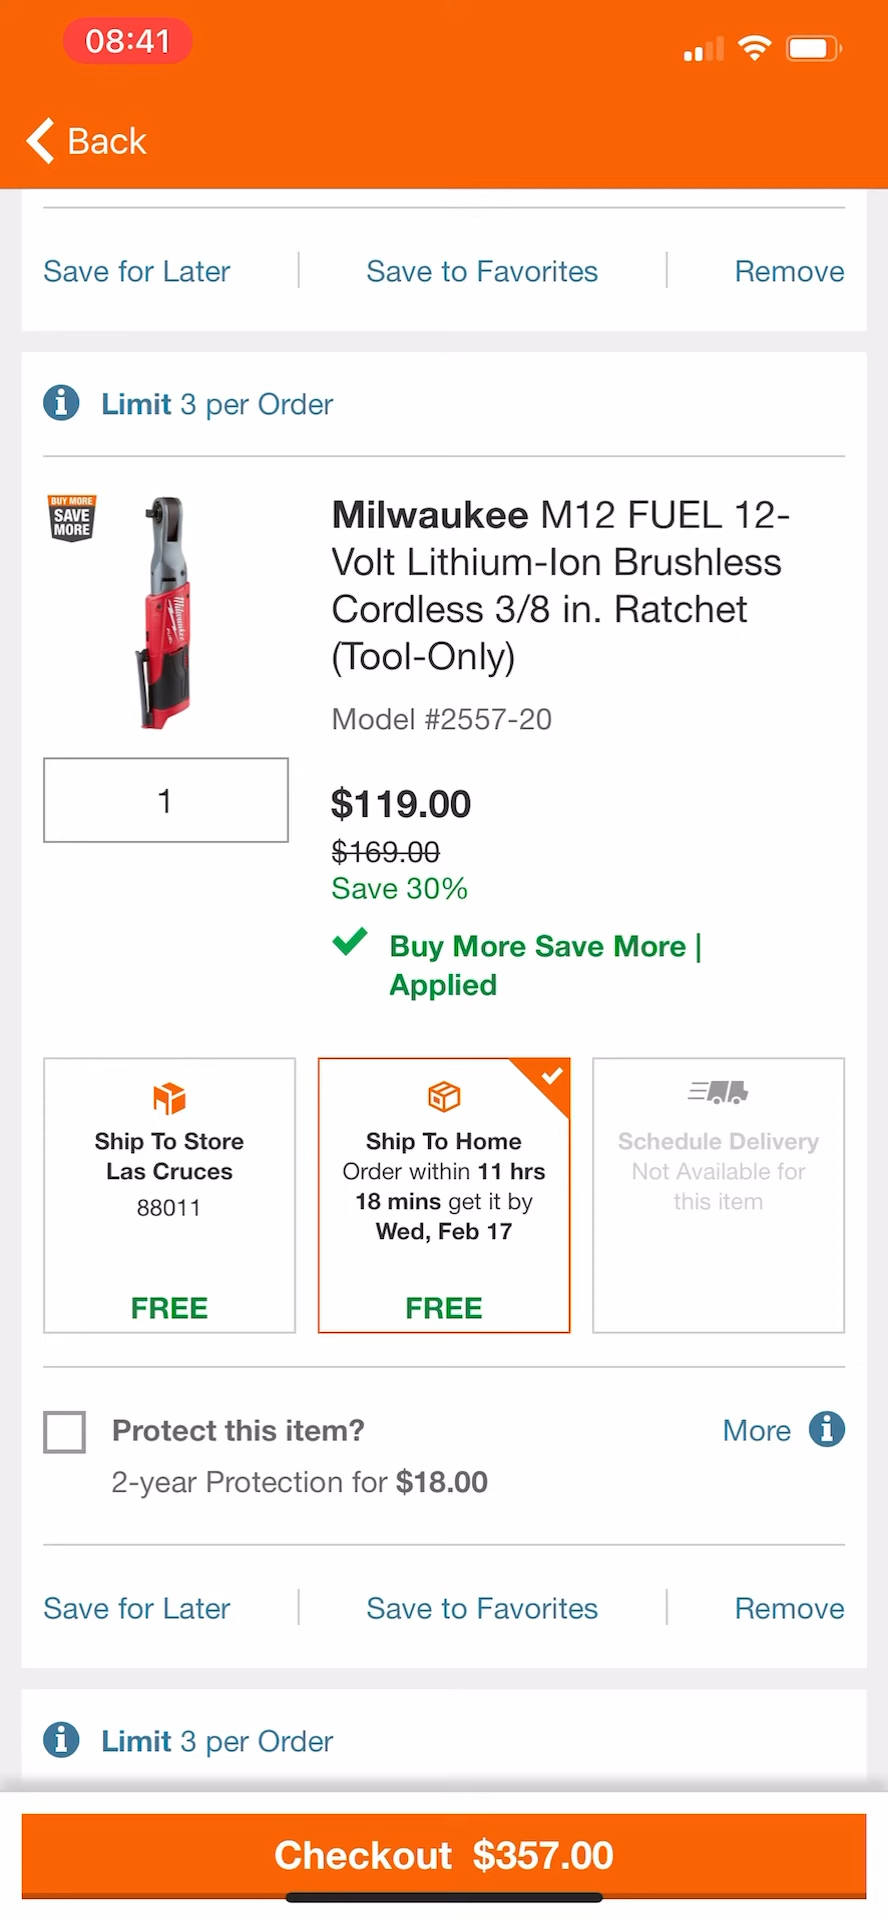 08:41
Back
Save for Later
Save to Favorites
Remove
Limit 3 per Order
BUY MORE
SAVE
MORE
Milwaukee
Milwaukee M12 FUEL 12-
Volt Lithium-Ion Brushless
Cordless 3/8 in. Ratchet
(Tool-Only)
Model #2557-20
1
$119.00
$169.00
Save 30%
Buy More Save More |
Applied
Ship To Store
Las Cruces
88011
FREE
Ship To Home
Order within 11 hrs
18 mins get it by
Wed, Feb 17
FREE
Schedule Delivery
Not Available for
this item
Protect this item?
More
2-year Protection for $18.00
Save for Later
Save to Favorites
Remove
Limit 3 per Order
Checkout $357.00